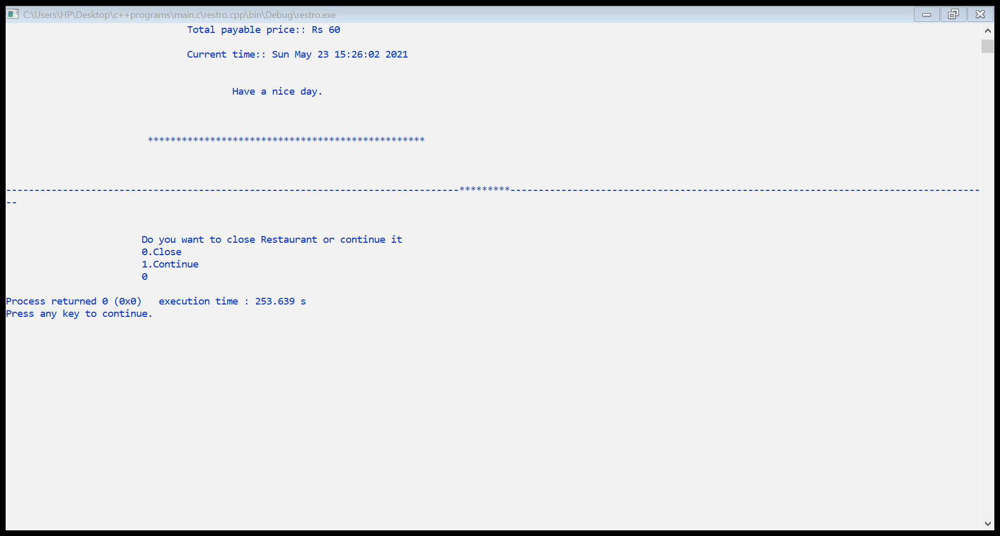 C:\Users\HP\Desktop\c++programs\main.c\restro.cpp\bin\Debug\restro.exe
Total payable price:: Rs 60
Current time:: Sun May 23 15:26:02 2021
Have a nice day.
*************************************************
--------------------------------------------------------------------------------*********-----------------------------------------------------------------------------------
--
Do you want to close Restaurant or continue it
0.Close
1.Continue
0
Process returned 0 (0x0)   execution time : 253.639 s
Press any key to continue.